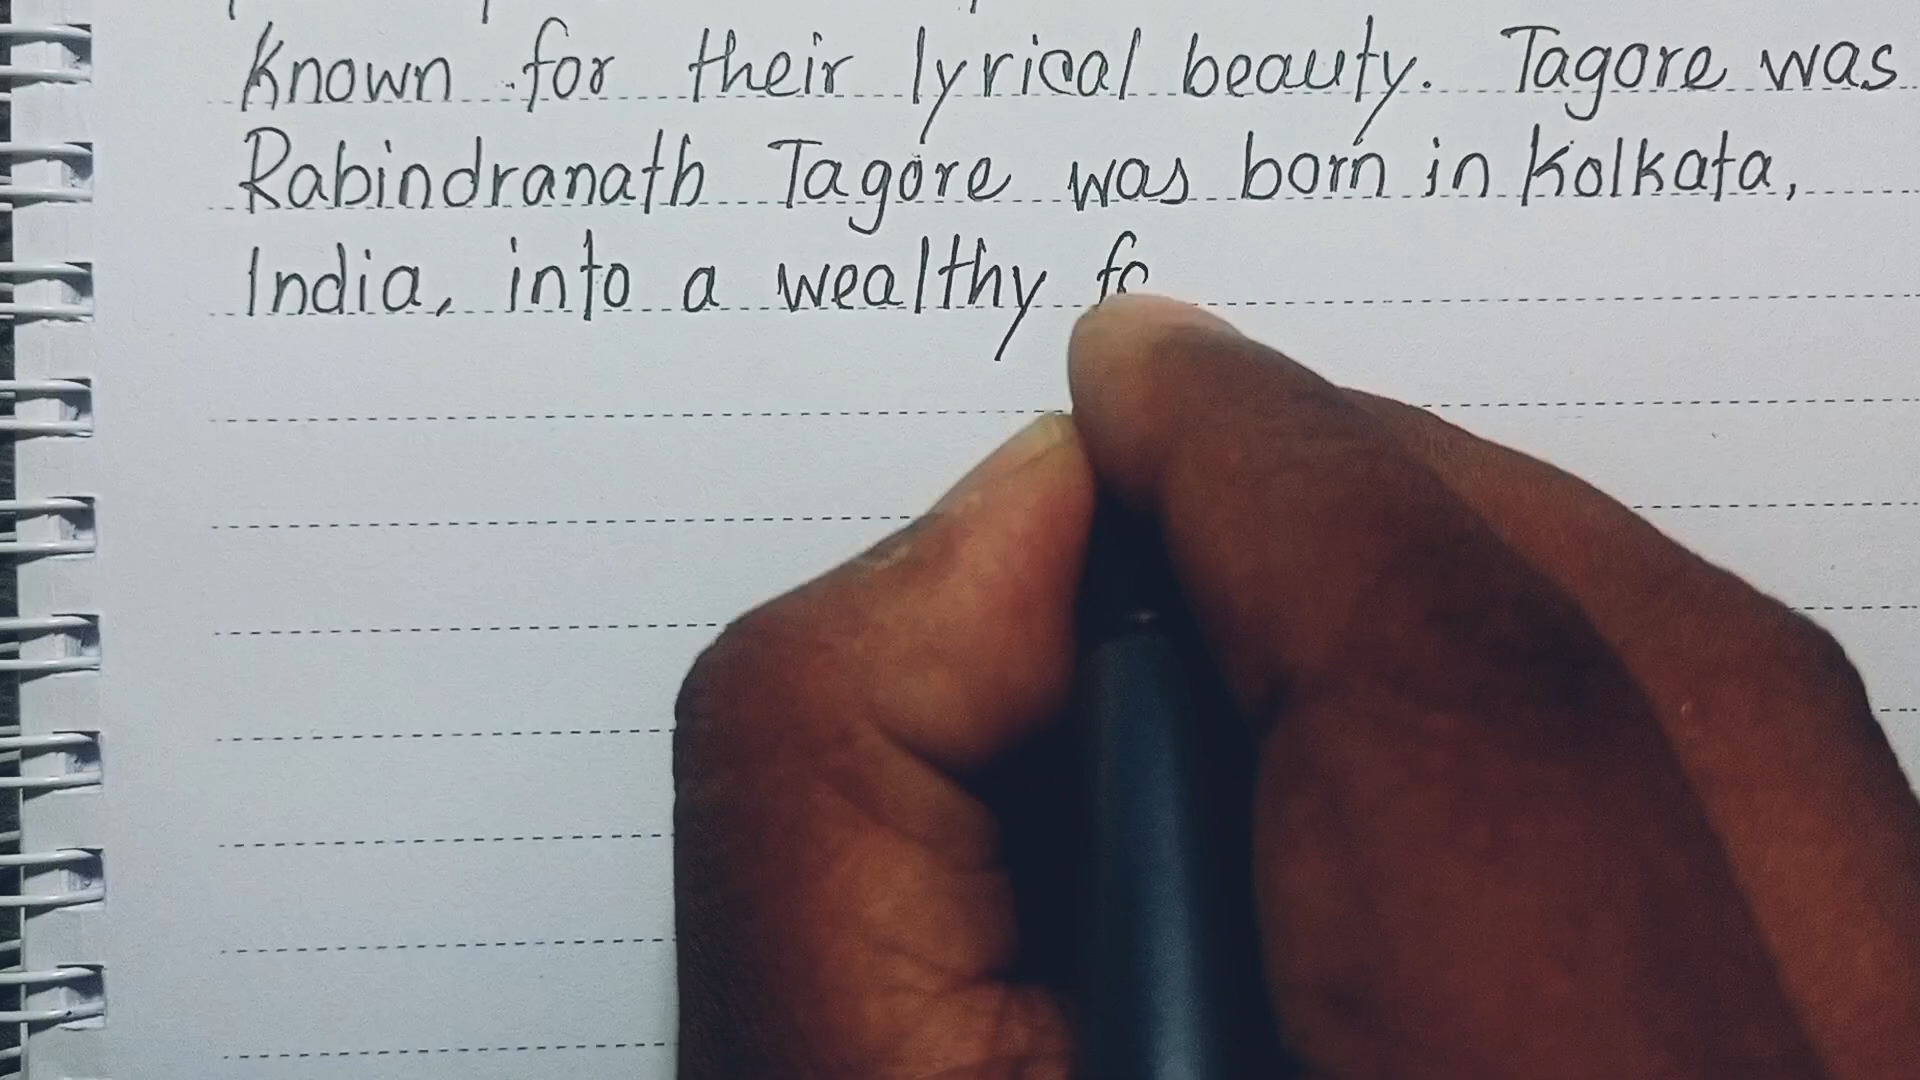 Known for their lyrical beauty. Tagore was
Rabindranath Tagore was born in Kolkata,
India, into a wealthy